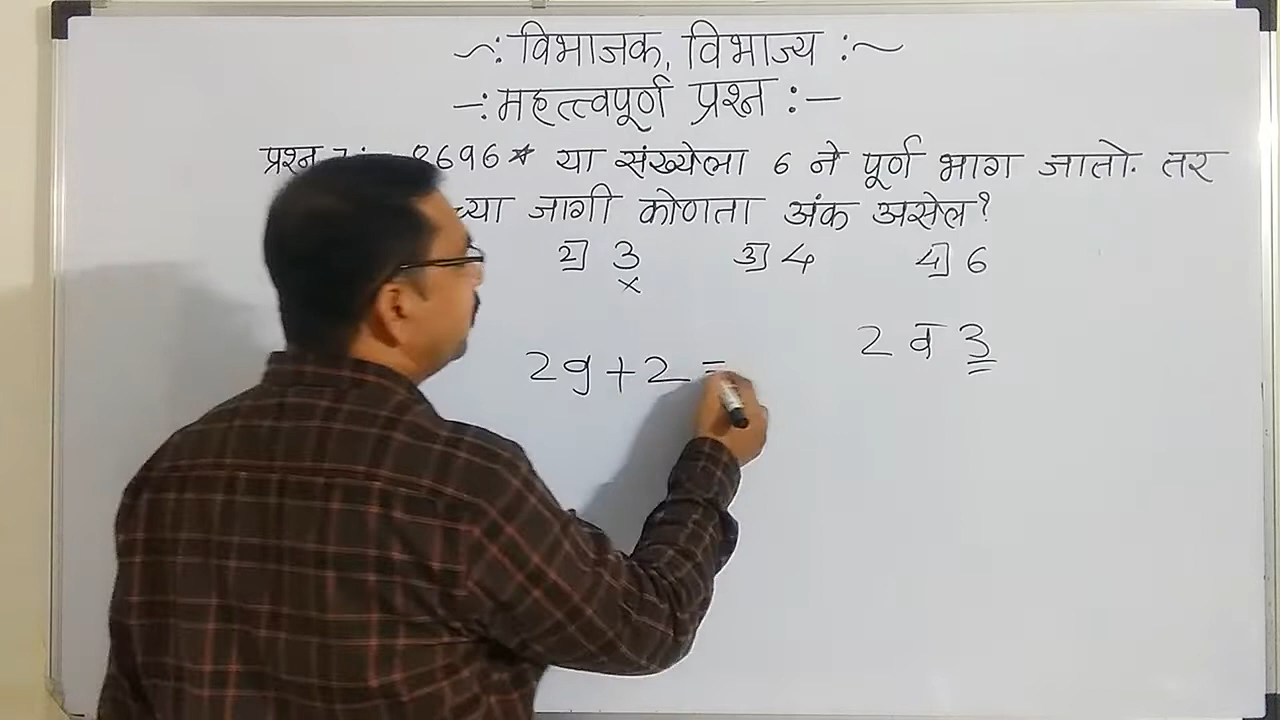 ~: विभाजक, विभाज्य :~
-: महत्त्वपूर्ण प्रश्न :-
प्रश्न 8696* या संख्येला 6 ने पूर्ण भाग जातो. तर
च्या जागी कोणता अंक असेल?
2] 3 3] 4 4] 6
x
2 व 3
29+2 =